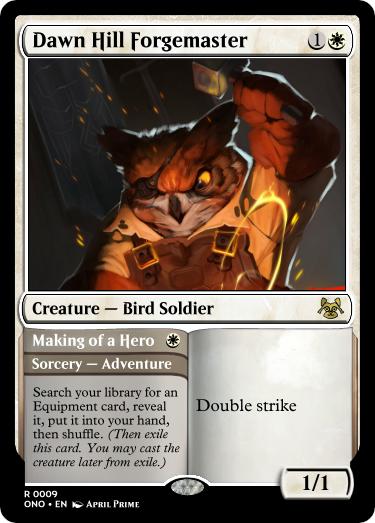 Dawn Hill Forgemaster 1
Creature — Bird Soldier
Making of a Hero
Sorcery — Adventure
Search your library for an
Equipment card, reveal
it, put it into your hand,
then shuffle. (Then exile
this card. You may cast the
creature later from exile.)
Double strike
1/1
R 0009
ONO • EN April Prime